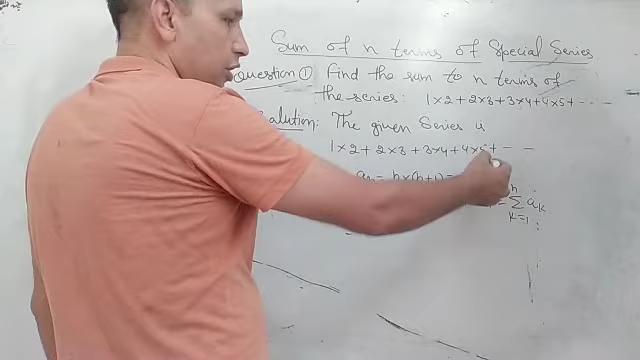 Sum of n terms of Special Series
Question ① Find the sum to n terms of
the series: 1×2+2×3+3×4+4×5+ - - -
Solution: The given Series is
1×2+2×3+3×4+4×5+ - -
aₙ = n×(n+1) =
= n∑k=1 aₖ